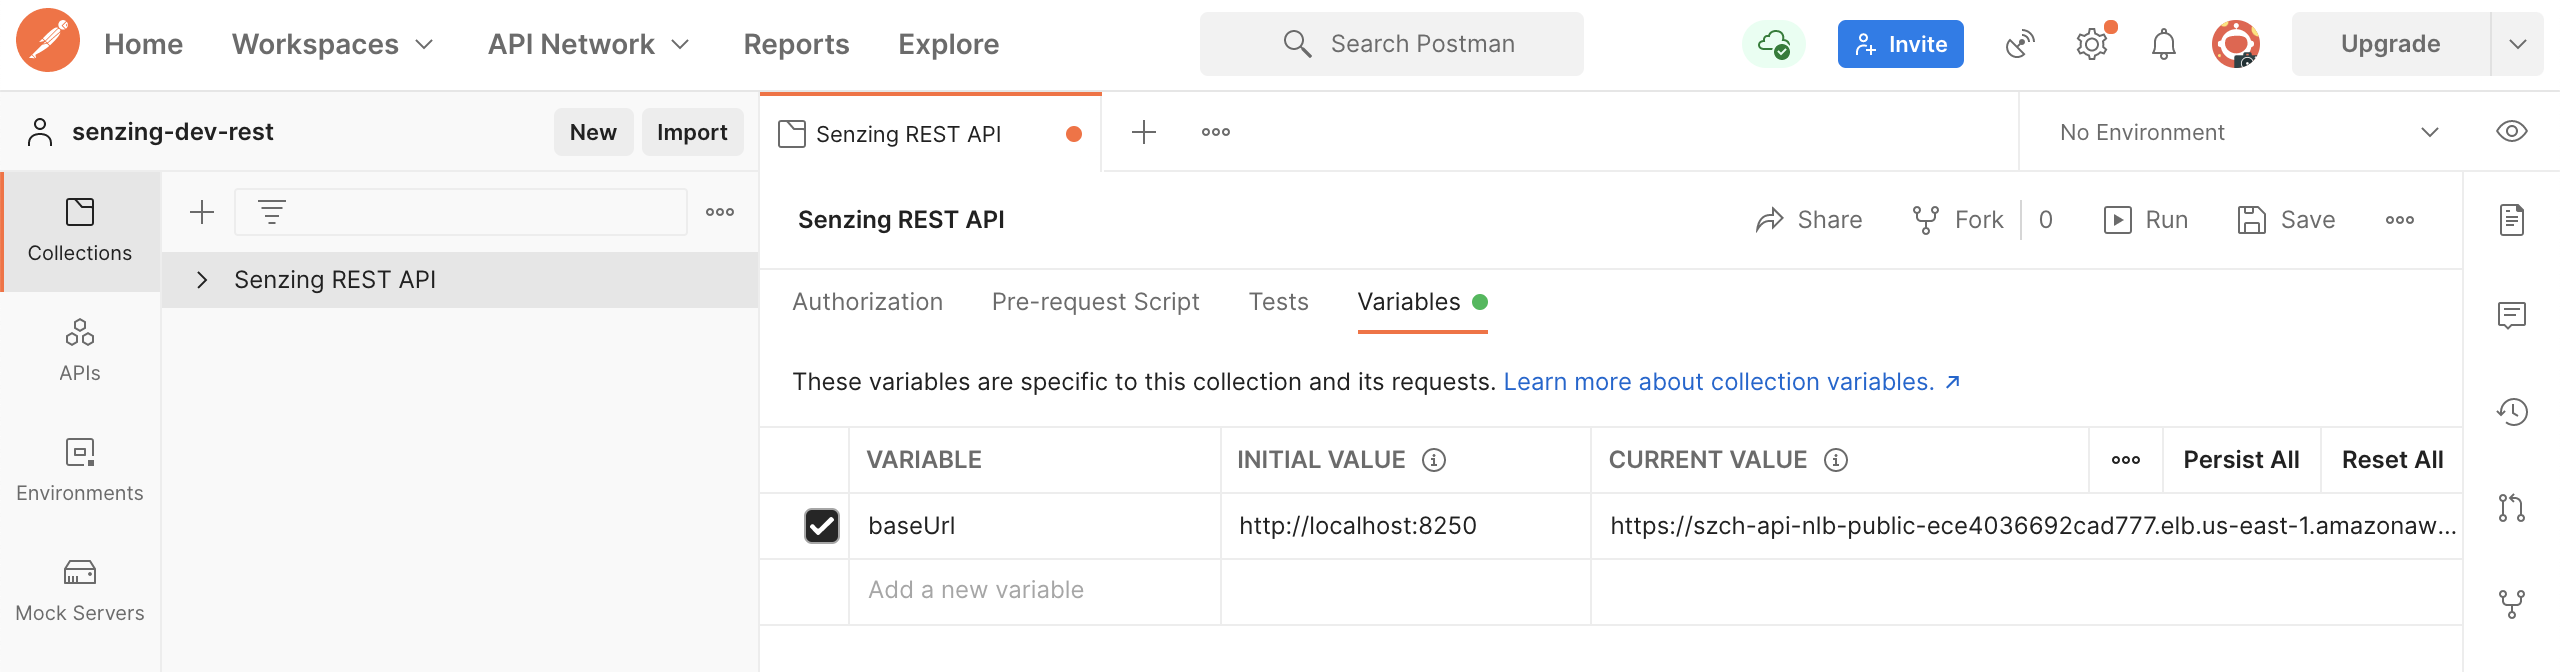 Home Workspaces API Network Reports Explore Search Postman Invite Upgrade
senzing-dev-rest New Import
Senzing REST API No Environment
Collections
Senzing REST API
APIs
Environments
Mock Servers
Senzing REST API Share Fork 0 Run Save
Authorization Pre-request Script Tests Variables
These variables are specific to this collection and its requests. Learn more about collection variables.
VARIABLE INITIAL VALUE CURRENT VALUE Persist All Reset All
baseUrl http://localhost:8250 https://szch-api-nlb-public-ece4036692cad777.elb.us-east-1.amazonaw...
Add a new variable